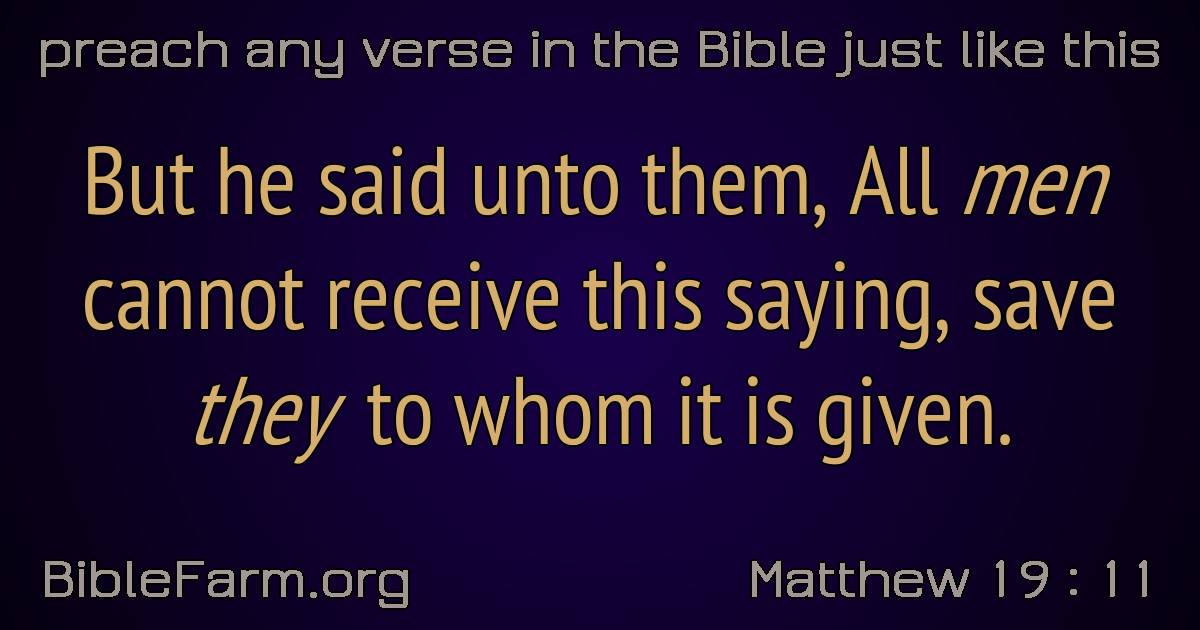 preach any verse in the Bible just like this
But he said unto them, All men
cannot receive this saying, save
they to whom it is given.
BibleFarm.org
Matthew 19 : 11